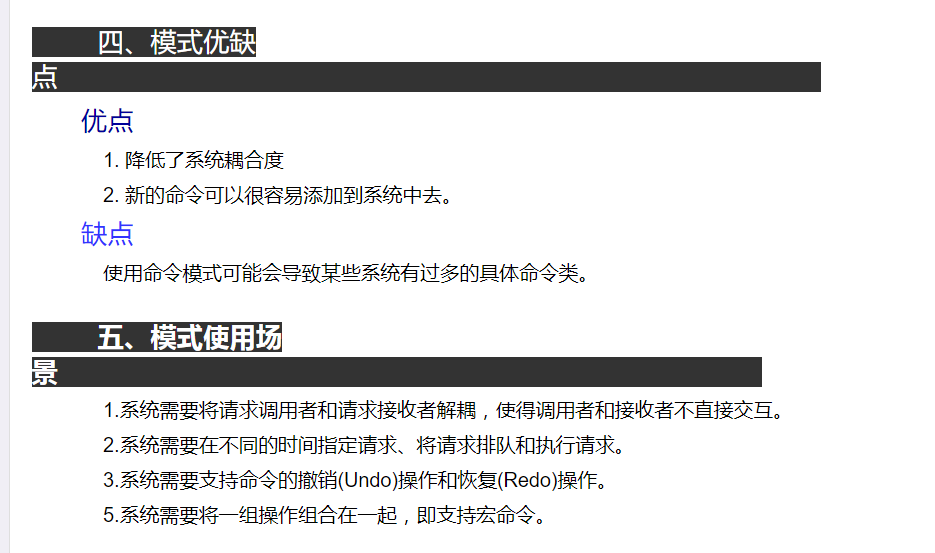 四、模式优缺
点
优点
1. 降低了系统耦合度
2. 新的命令可以很容易添加到系统中去。
缺点
使用命令模式可能会导致某些系统有过多的具体命令类。
五、模式使用场
景
1.系统需要将请求调用者和请求接收者解耦，使得调用者和接收者不直接交互。
2.系统需要在不同的时间指定请求、将请求排队和执行请求。
3.系统需要支持命令的撤销(Undo)操作和恢复(Redo)操作。
5.系统需要将一组操作组合在一起，即支持宏命令。